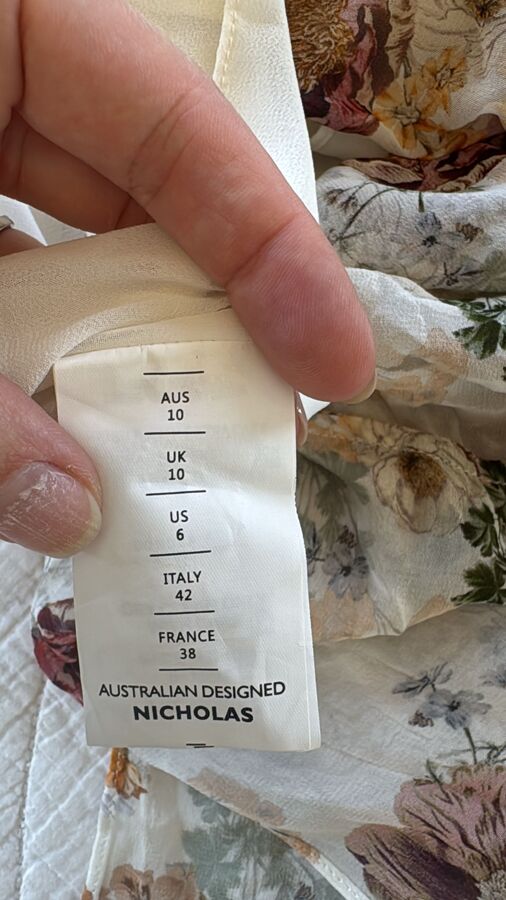 AUS
10
UK
10
US
6
ITALY
42
FRANCE
38
AUSTRALIAN DESIGNED
NICHOLAS